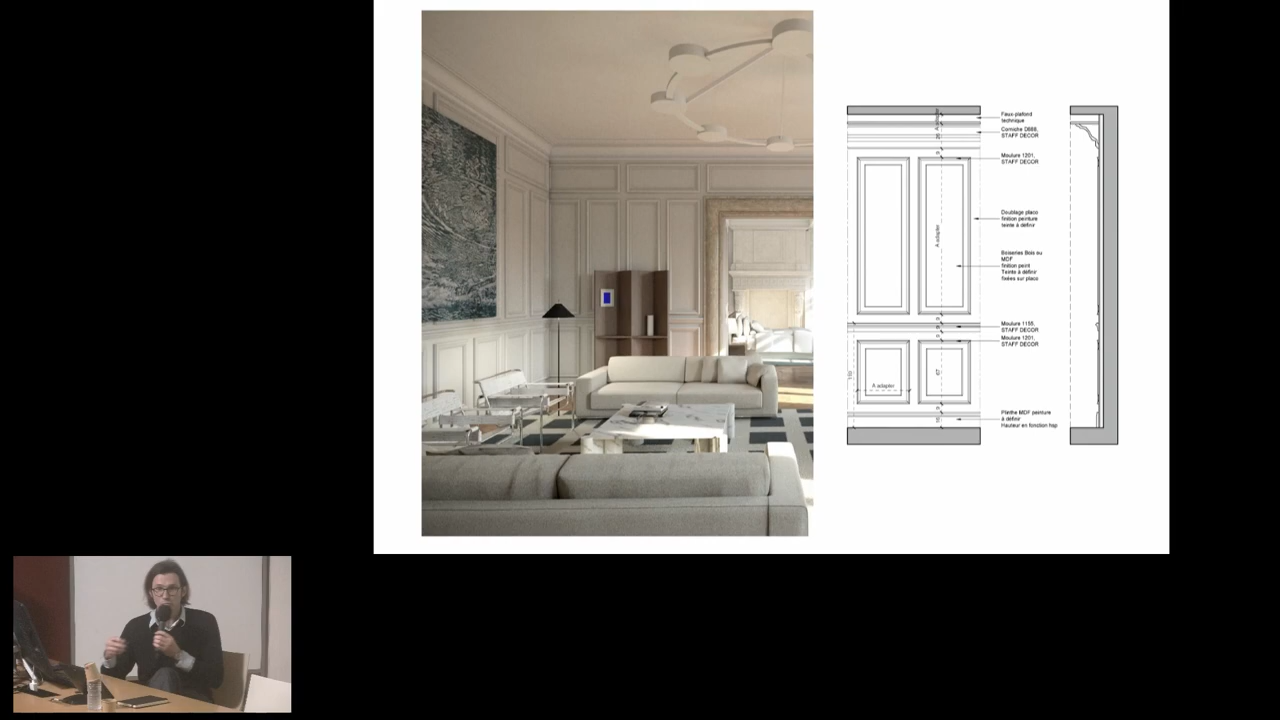 Faux plafond
technique
Corniche D888,
STAFF DECOR
Moulure 1201,
STAFF DECOR
A adapter
Doublage placo
finition peinture
teinte à définir
A adapter
Boiseries Bois ou
MDF
finition peint
Teinte à définir
fixées sur placo
Moulure 1155,
STAFF DECOR
Moulure 1201,
STAFF DECOR
A adapter
Plinthe MDF peinture
à définir
Hauteur en fonction hsp